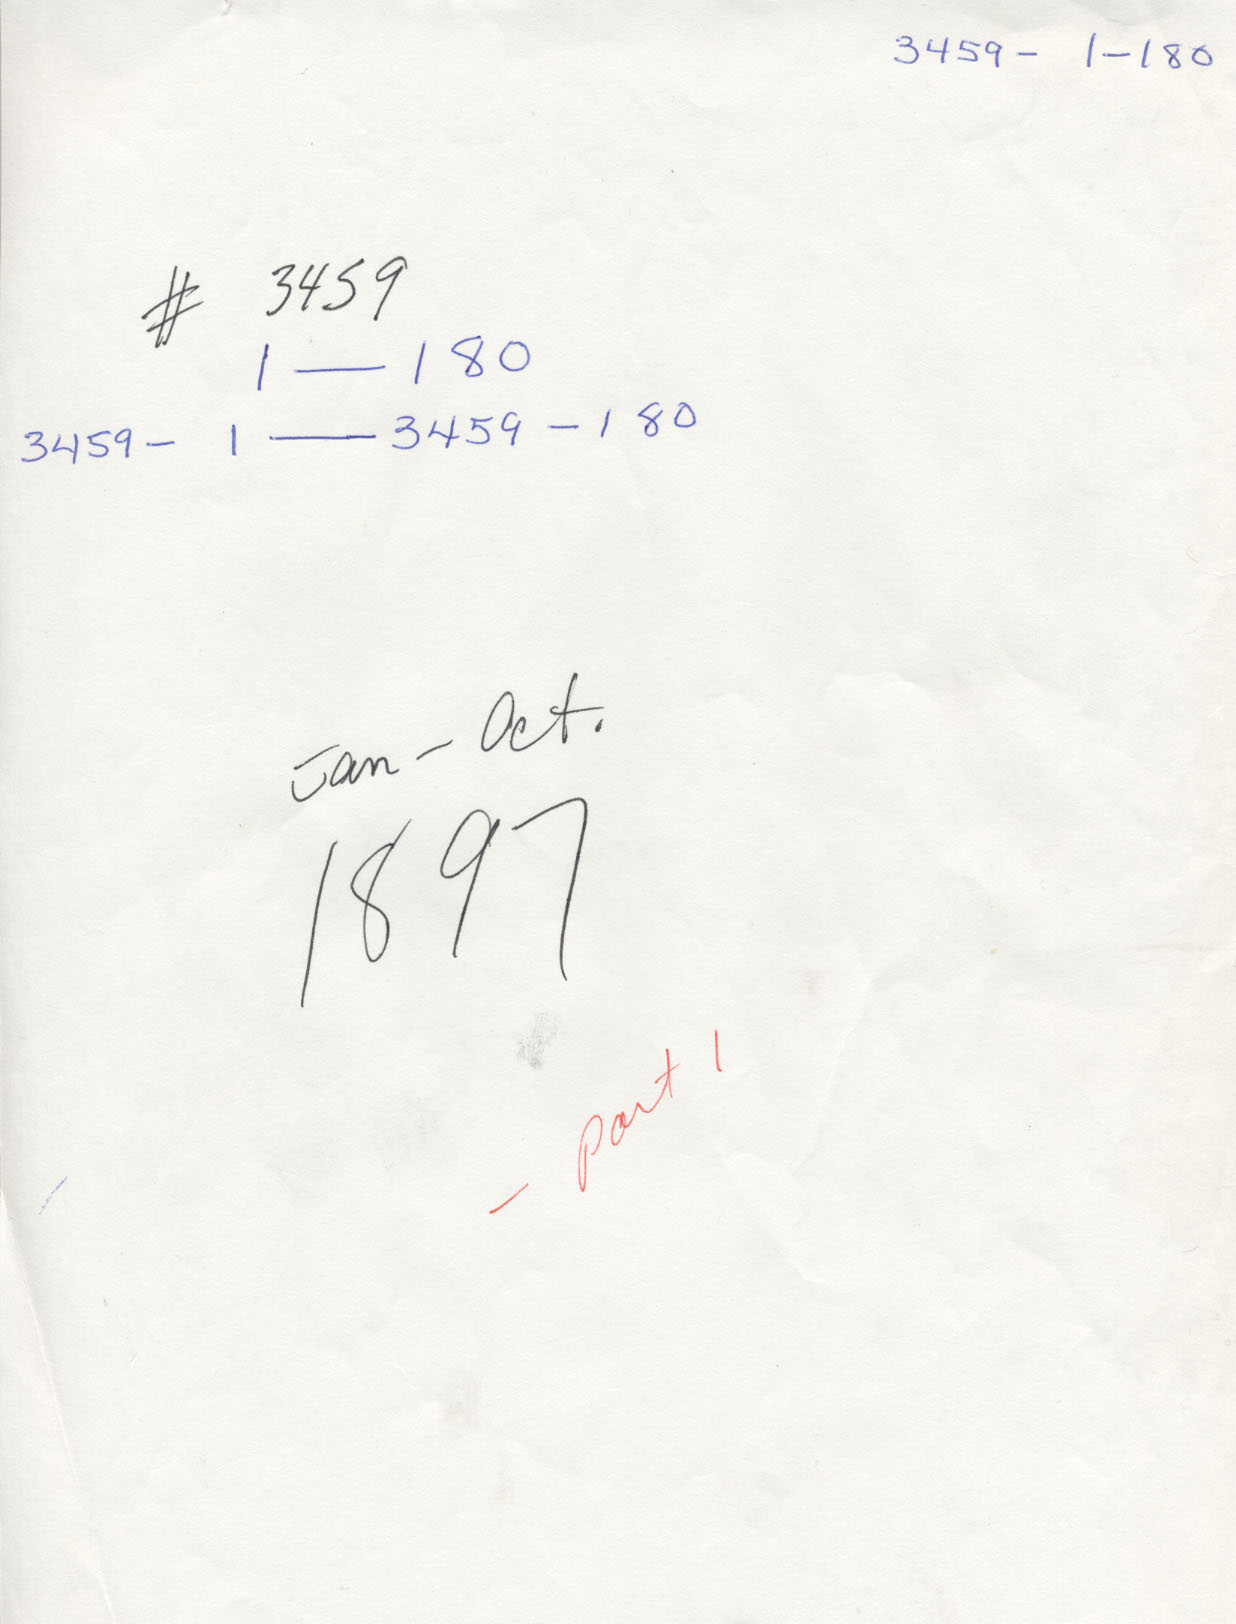 3459- 1-180
# 3459
1 — 180
3459- 1 — 3459-180
Jan - Oct.
1897
- part 1